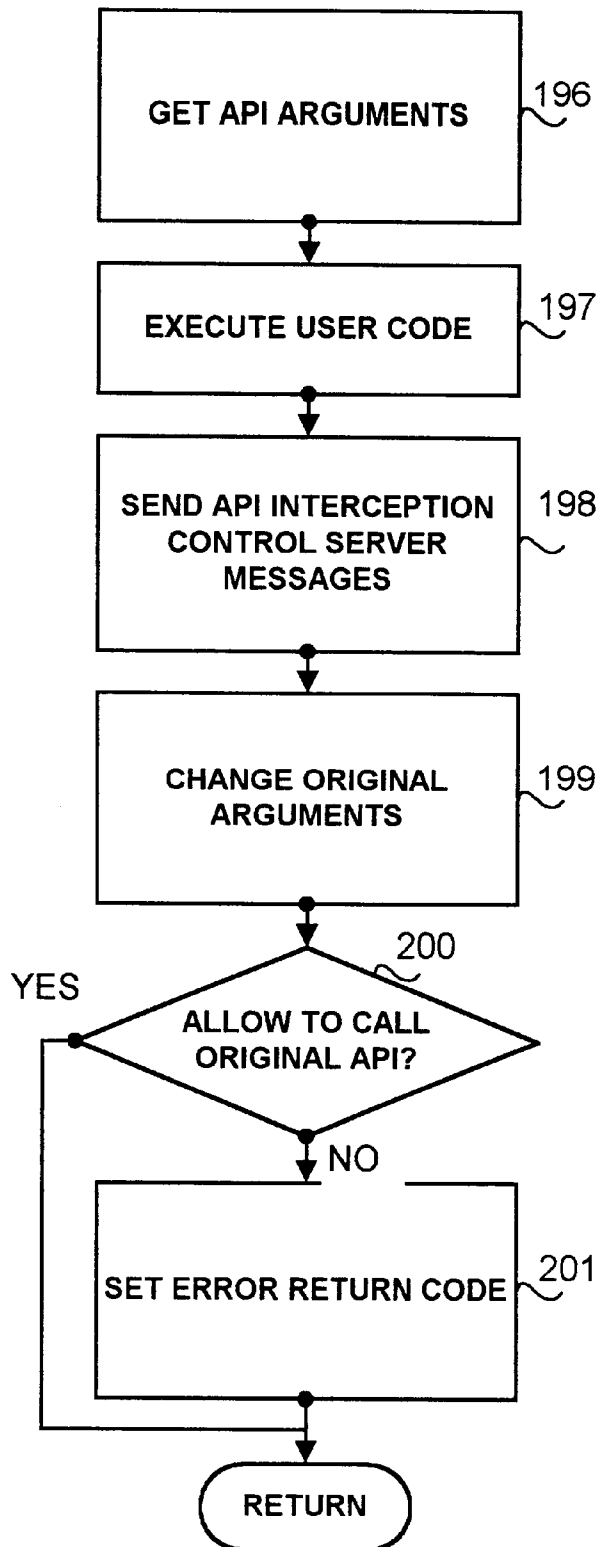 GET API ARGUMENTS
196
EXECUTE USER CODE
197
SEND API INTERCEPTION
CONTROL SERVER
MESSAGES
198
CHANGE ORIGINAL
ARGUMENTS
199
200
YES
ALLOW TO CALL
ORIGINAL API?
NO
SET ERROR RETURN CODE
201
RETURN